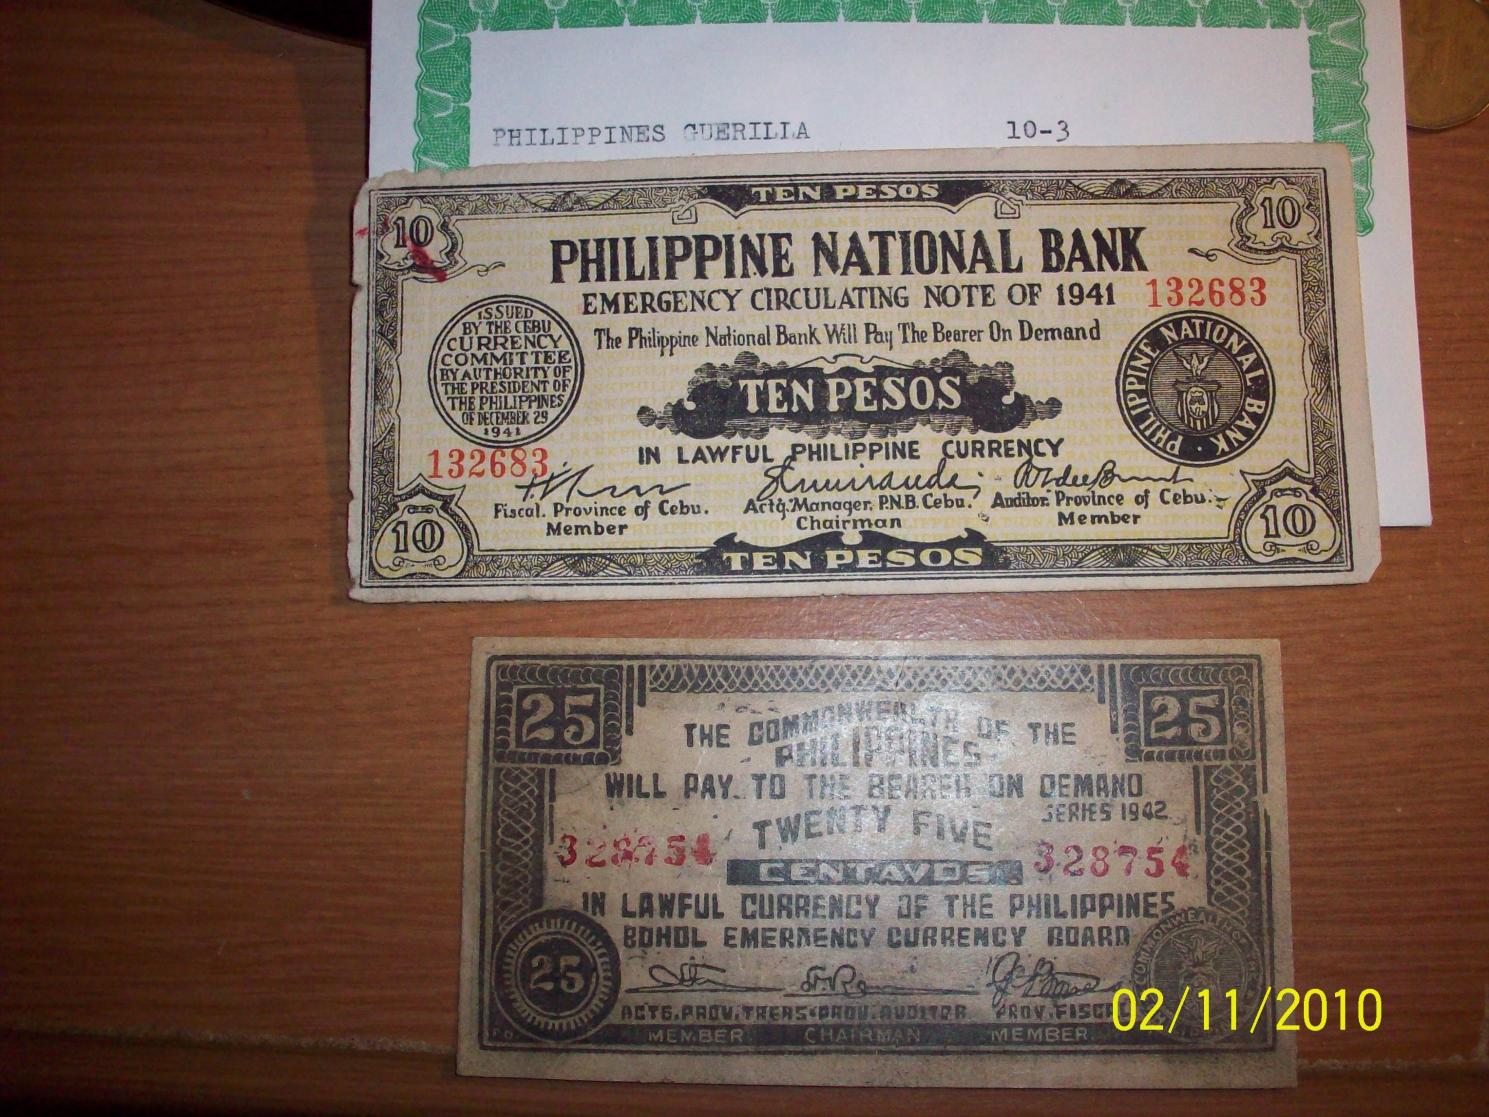 PHILIPPINES GUERILLA 10-3
TEN PESOS
10 10
PHILIPPINE NATIONAL BANK
EMERGENCY CIRCULATING NOTE OF 1941 132683
The Philippine National Bank Will Pay The Bearer On Demand
ISSUED
BY THE CEBU
CURRENCY
COMMITTEE
BY AUTHORITY OF
THE PRESIDENT OF
THE PHILIPPINES
OF DECEMBER 29
1941
TEN PESOS
PHILIPPINE NATIONAL BANK
IN LAWFUL PHILIPPINE CURRENCY
132683
Fiscal. Province of Cebu. Actg. Manager, P.N.B. Cebu. Auditor. Province of Cebu.
Member Chairman Member
10 10
TEN PESOS
25 25
THE COMMONWEALTH OF THE
PHILIPPINES
WILL PAY TO THE BEARER ON DEMAND
SERIES 1942
TWENTY FIVE
328754 328754
CENTAVOS
IN LAWFUL CURRENCY OF THE PHILIPPINES
BOHOL EMERGENCY CURRENCY BOARD
25
COMMONWEALTH
ACTG. PROV. TREAS. PROV. AUDITOR PROV. FISC
MEMBER CHAIRMAN MEMBER
02/11/2010